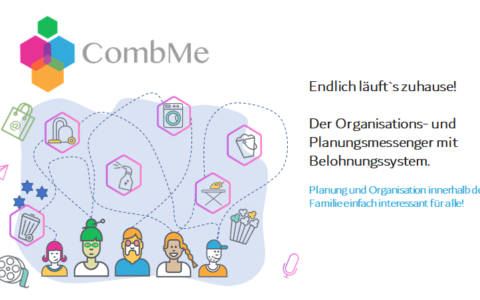 CombMe
Endlich läuft`s zuhause!
Der Organisations- und
Planungsmessenger mit
Belohnungssystem.
Planung und Organisation innerhalb de
Familie einfach interessant für alle!